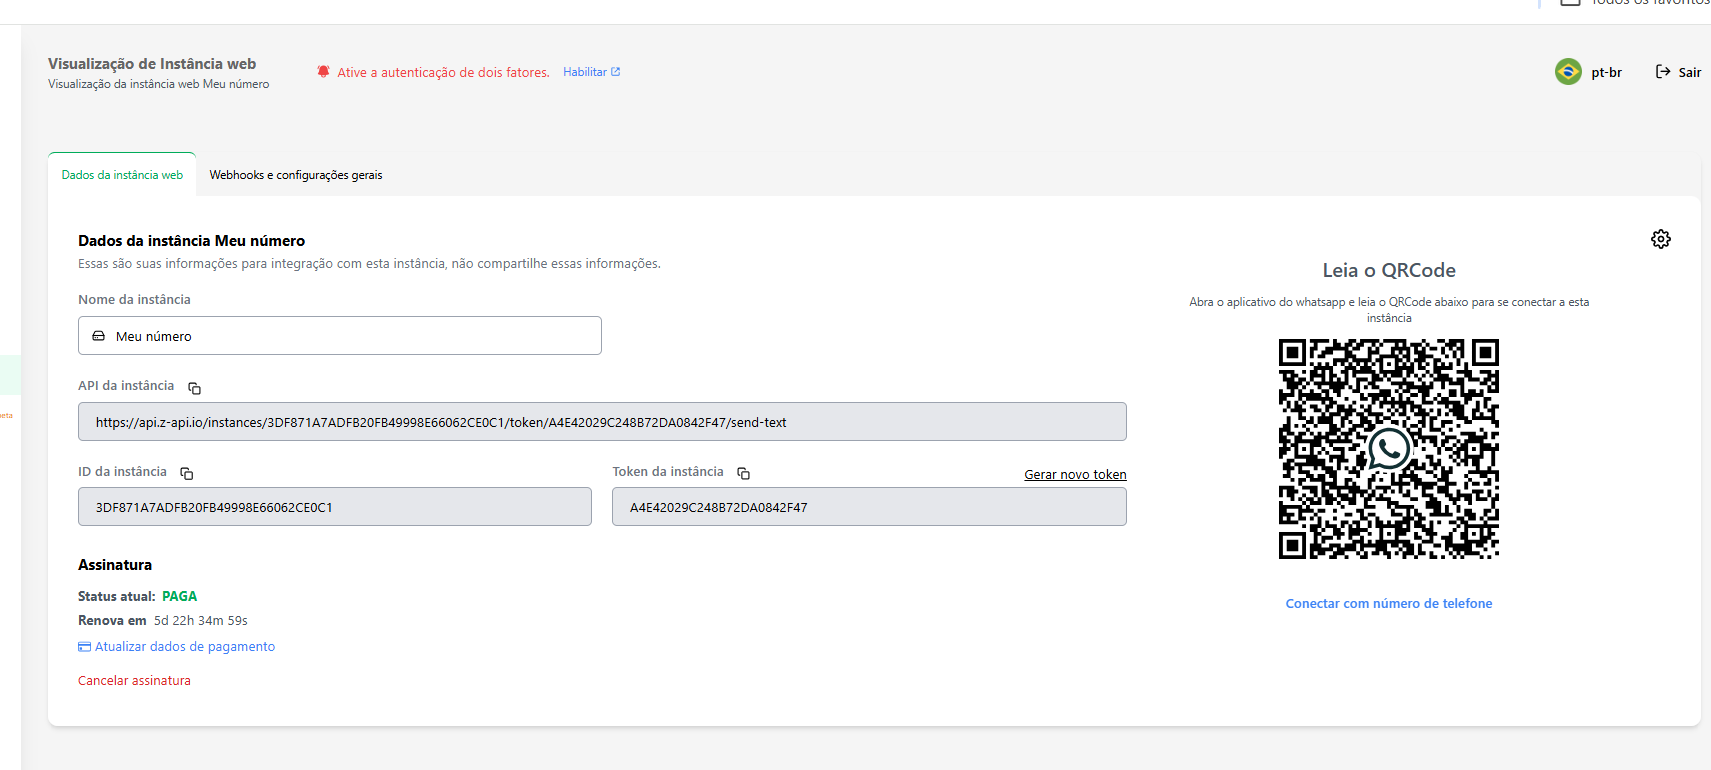 Todos os favoritos
Visualização de Instância web
Visualização da instância web Meu número
Ative a autenticação de dois fatores. Habilitar
pt-br
Sair
Dados da instância web
Webhooks e configurações gerais
Dados da instância Meu número
Essas são suas informações para integração com esta instância, não compartilhe essas informações.
Nome da instância
Meu número
API da instância
https://api.z-api.io/instances/3DF871A7ADFB20FB49998E66062CE0C1/token/A4E42029C248B72DA0842F47/send-text
ID da instância
3DF871A7ADFB20FB49998E66062CE0C1
Token da instância
Gerar novo token
A4E42029C248B72DA0842F47
Assinatura
Status atual: PAGA
Renova em 5d 22h 34m 59s
Atualizar dados de pagamento
Cancelar assinatura
Leia o QRCode
Abra o aplicativo do whatsapp e leia o QRCode abaixo para se conectar a esta
instância
Conectar com número de telefone